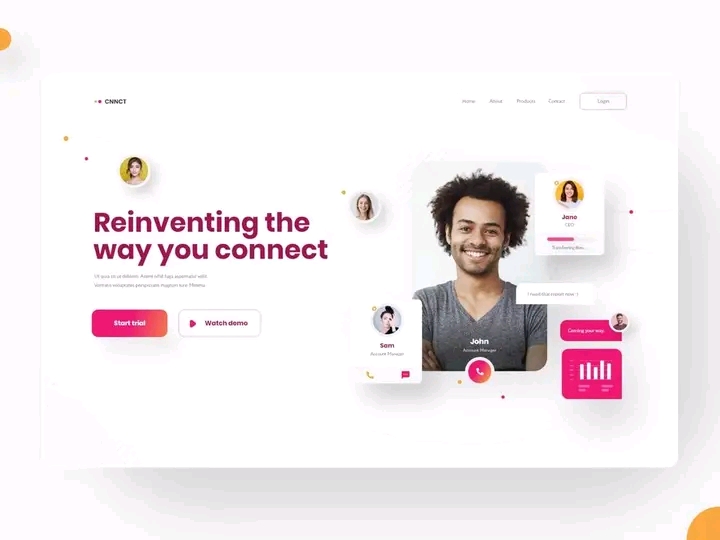 CNNCT
Home
About
Products
Contact
Login
Reinventing the
way you connect
Start trial
Watch demo
Jane
CEO
Transferring files...
I need that report now :)
Coming your way
Sam
Account Manager
John
Account Manager